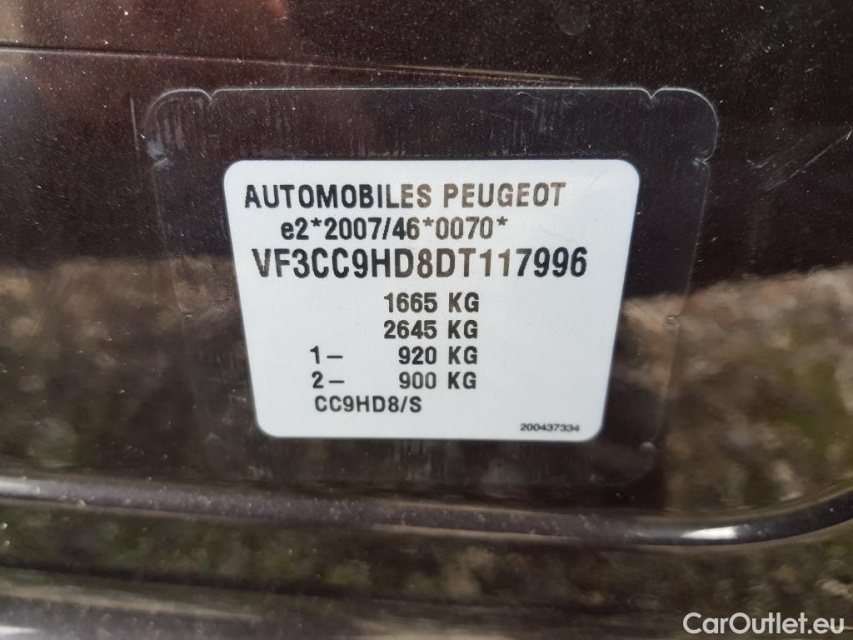 AUTOMOBILES PEUGEOT
e2*2007/46*0070*
VF3CC9HD8DT117996
1665 KG
2645 KG
1- 920 KG
2- 900 KG
CC9HD8/S
200437334
CarOutlet.eu